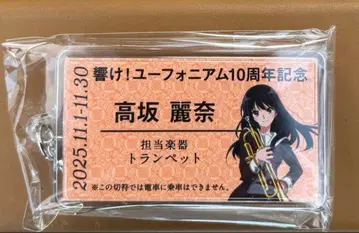 響け！ユーフォニアム10周年記念
2025.11.1-11.30
高坂 麗奈
担当楽器
トランペット
※この切符では電車に乗車はできません。